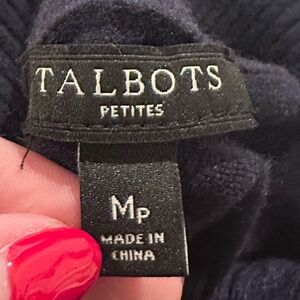 TALBOTS
PETITES
MP
MADE IN
CHINA